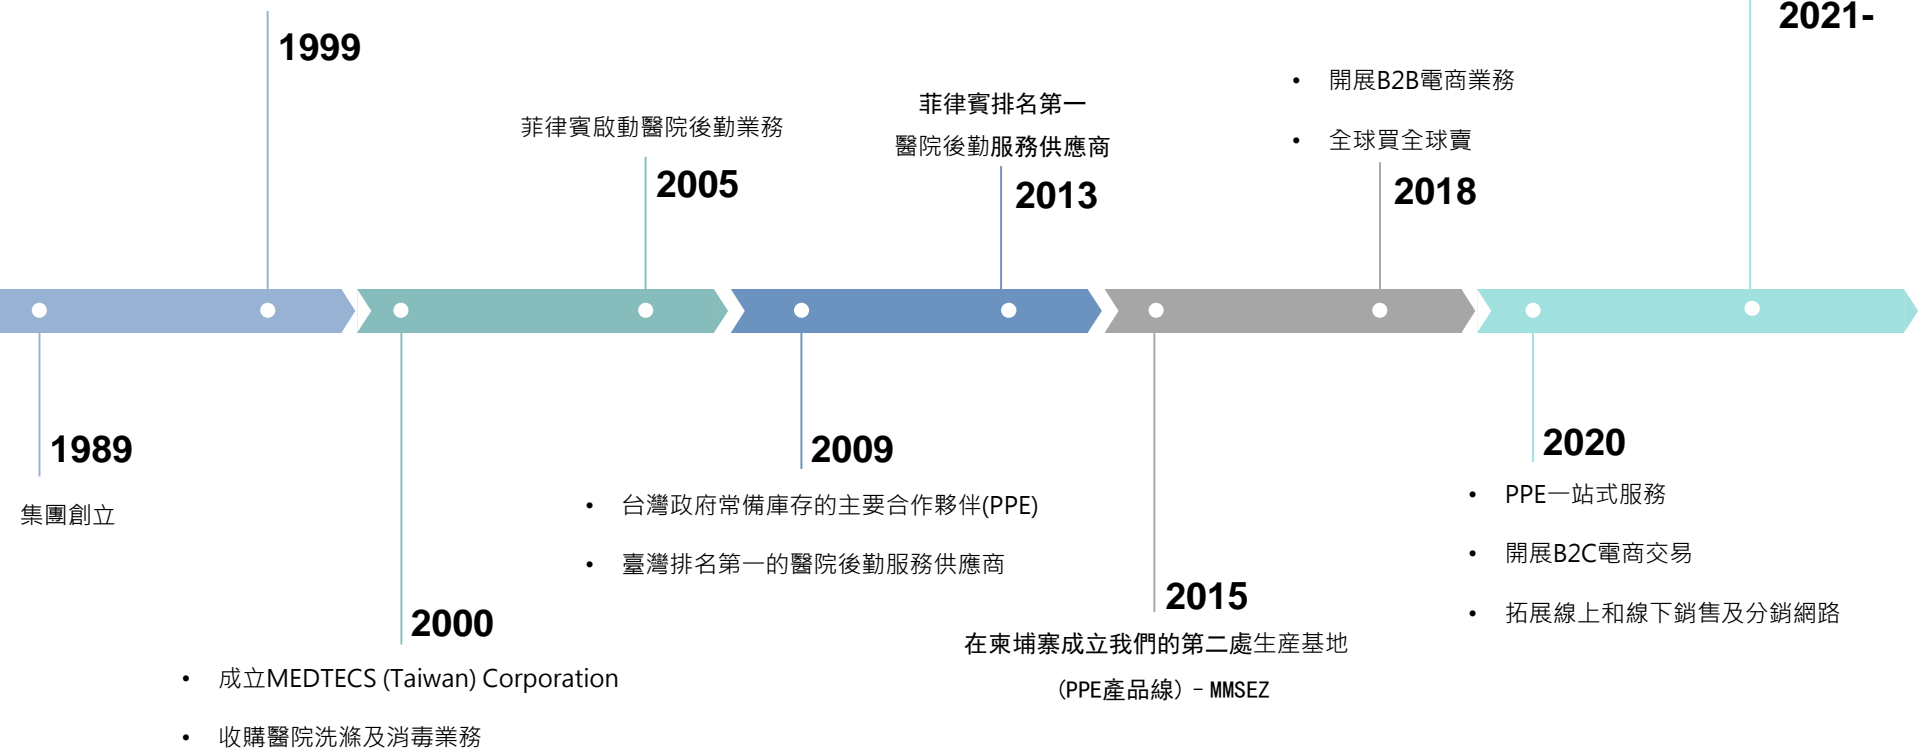 1999
2021-
菲律賓啟動醫院後勤業務
2005
菲律賓排名第一
醫院後勤服務供應商
2013
• 開展B2B電商業務
• 全球買全球賣
2018
1989
集團創立
2000
• 成立MEDTECS (Taiwan) Corporation
• 收購醫院洗滌及消毒業務
2009
• 台灣政府常備庫存的主要合作夥伴(PPE)
• 臺灣排名第一的醫院後勤服務供應商
2015
在柬埔寨成立我們的第二處生産基地
(PPE產品線) – MMSEZ
2020
• PPE一站式服務
• 開展B2C電商交易
• 拓展線上和線下銷售及分銷網路